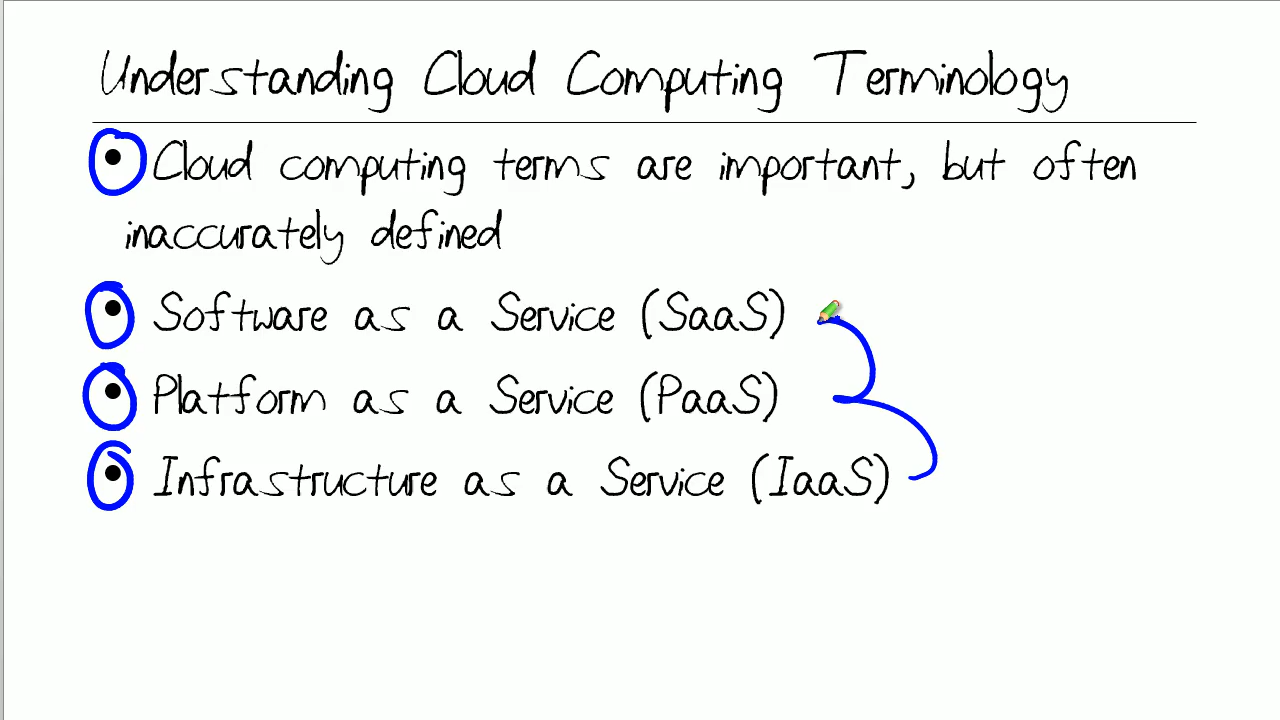 Understanding Cloud Computing Terminology
• Cloud computing terms are important, but often
inaccurately defined
• Software as a Service (SaaS)
• Platform as a Service (PaaS)
• Infrastructure as a Service (IaaS)